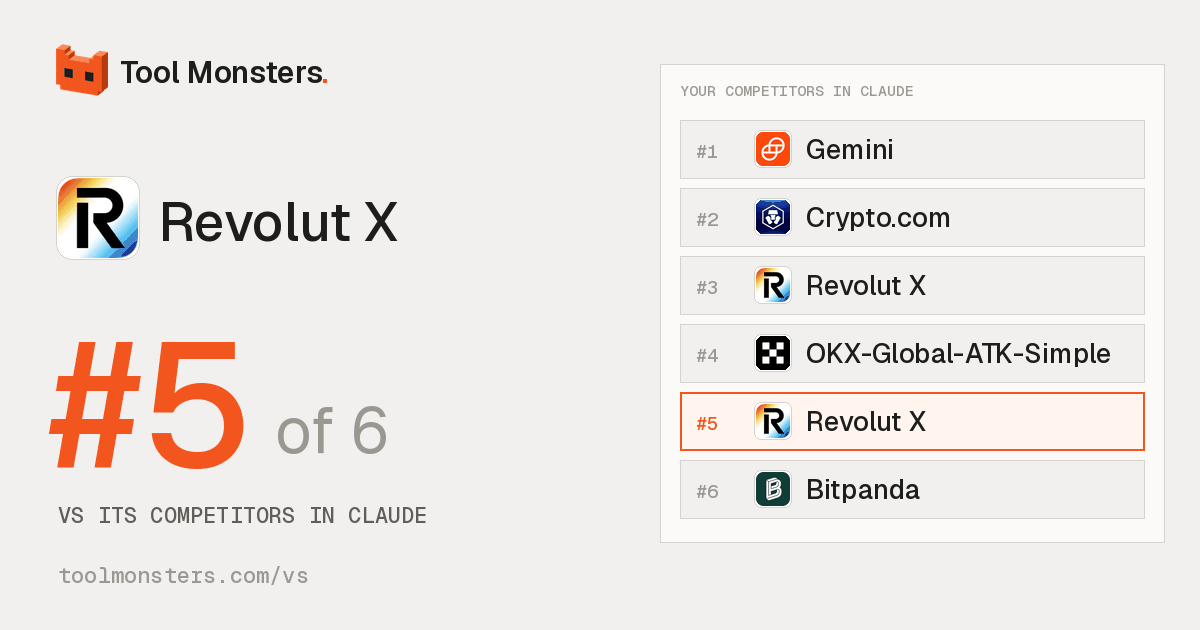 Tool Monsters.
Revolut X
#5 of 6
VS ITS COMPETITORS IN CLAUDE
toolmonsters.com/vs
YOUR COMPETITORS IN CLAUDE
#1 Gemini
#2 Crypto.com
#3 Revolut X
#4 OKX-Global-ATK-Simple
#5 Revolut X
#6 Bitpanda